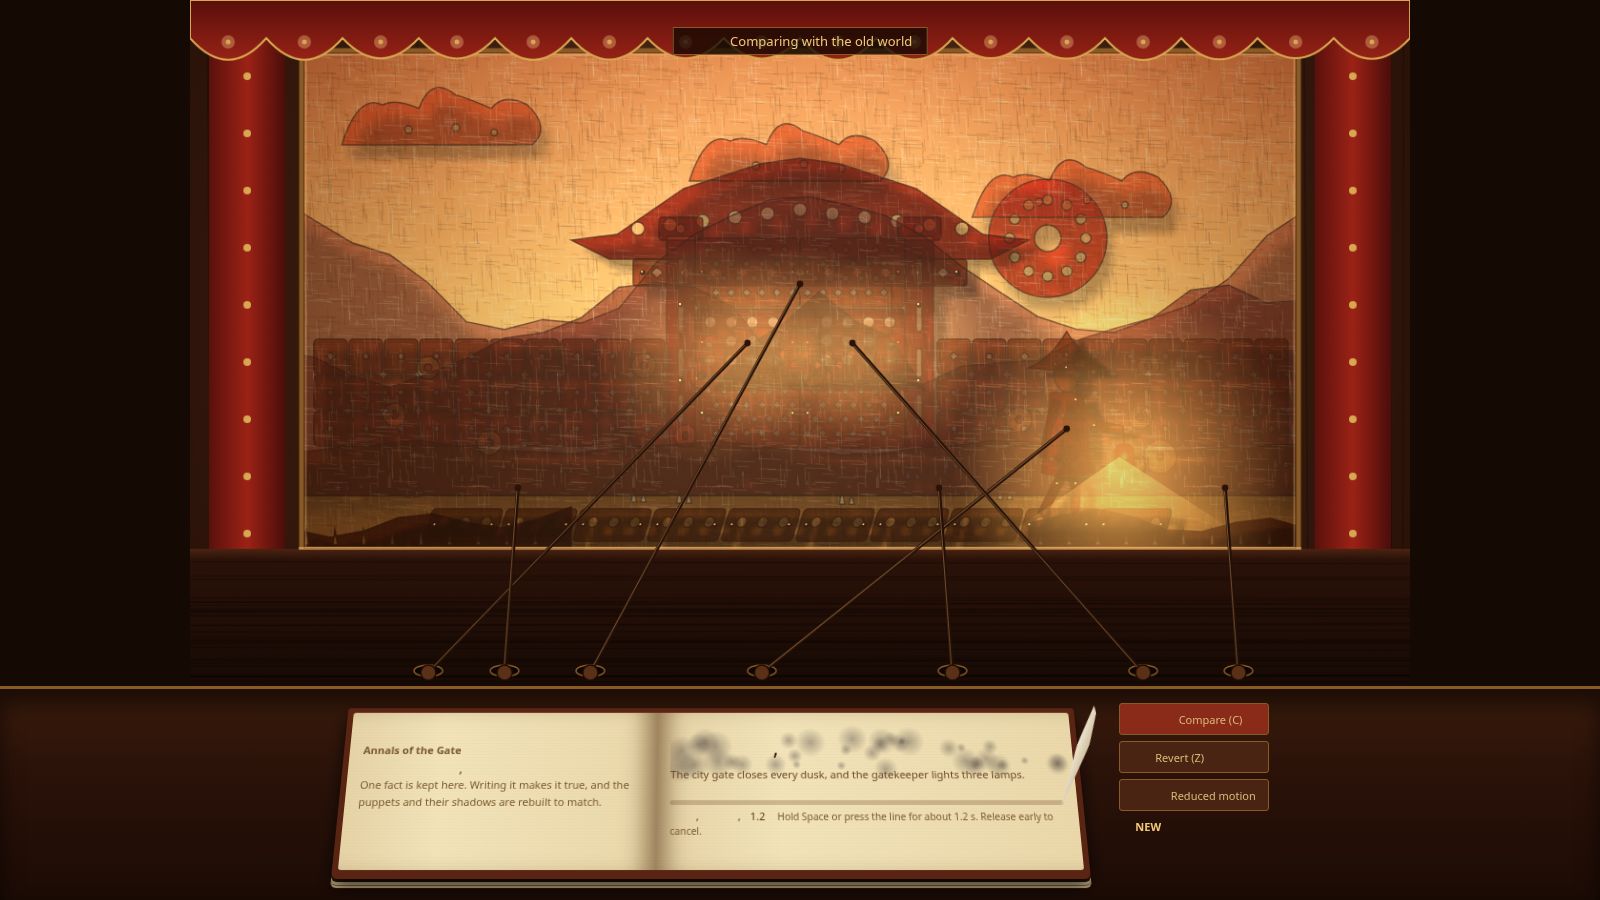 Comparing with the old world
Annals of the Gate
,
One fact is kept here. Writing it makes it true, and the
puppets and their shadows are rebuilt to match.
The city gate closes every dusk, and the gatekeeper lights three lamps.
, , 1.2 Hold Space or press the line for about 1.2 s. Release early to
cancel.
Compare (C)
Revert (Z)
Reduced motion
NEW